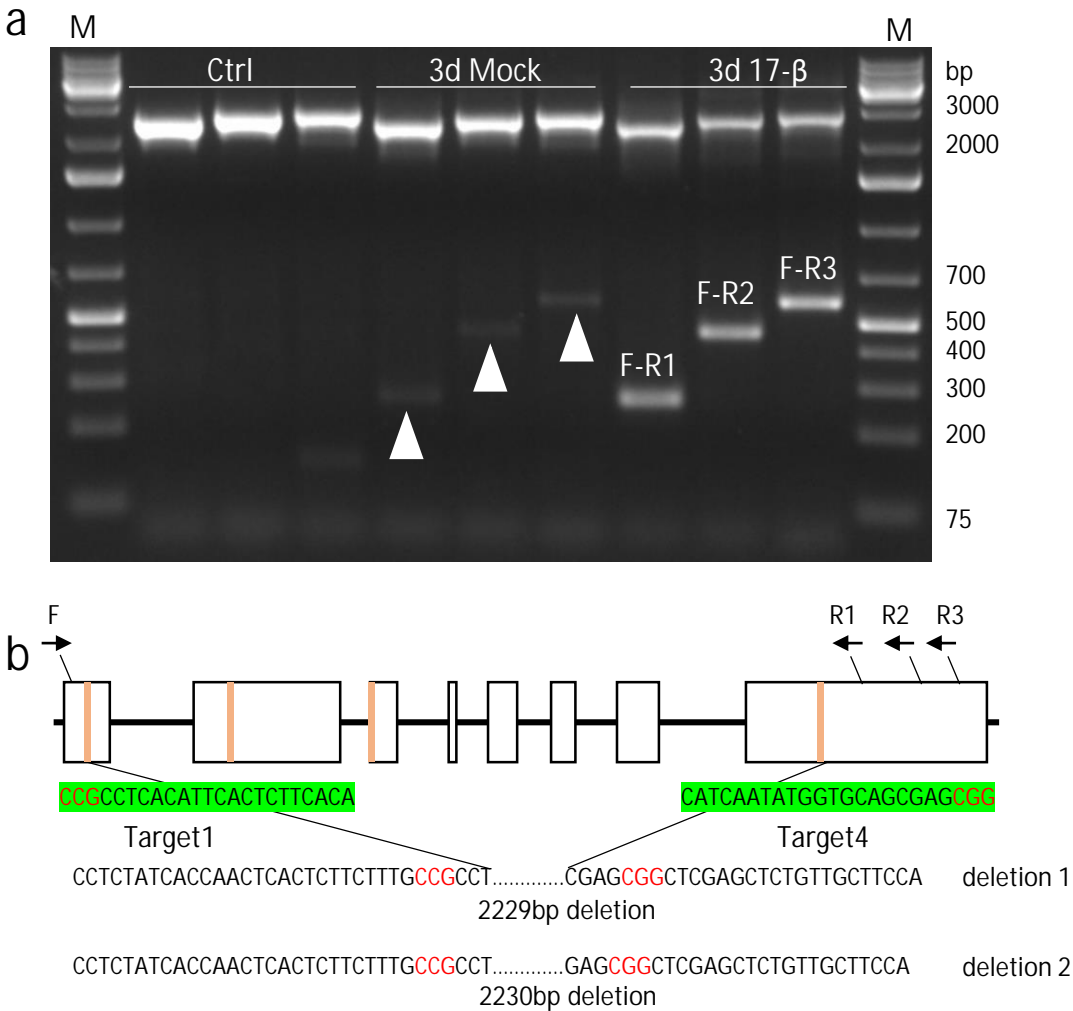 a
M
M
Ctrl
3d Mock
3d 17-β
bp
3000
2000
700
500
400
300
200
75
F-R1
F-R2
F-R3
b
F
R1
R2
R3
CCGCCTCACATTCACTCTTCACA
CATCAATATGGTGCAGCGAGCGG
Target1
Target4
CCTCTATCACCAACTCACTCTTCTTTGCCGCCT.............CGAGCGGCTCGAGCTCTGTTGCTTCCA deletion 1
2229bp deletion
CCTCTATCACCAACTCACTCTTCTTTGCCGCCT.............GAGCGGCTCGAGCTCTGTTGCTTCCA deletion 2
2230bp deletion